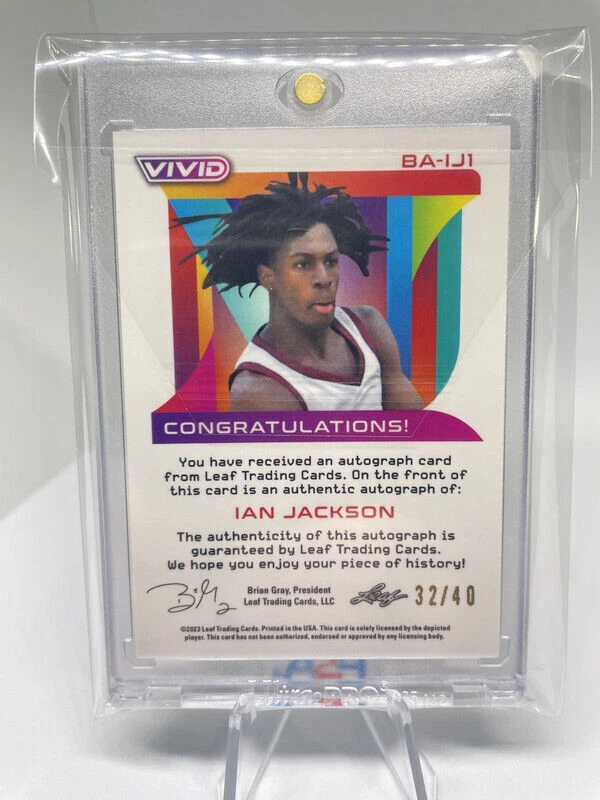 VIVID
BA-IJ1
CONGRATULATIONS!
You have received an autograph card
from Leaf Trading Cards. On the front of
this card is an authentic autograph of:
IAN JACKSON
The authenticity of this autograph is
guaranteed by Leaf Trading Cards.
We hope you enjoy your piece of history!
Brian Gray, President
Leaf Trading Cards, LLC
Leaf
32/40
©2023 Leaf Trading Cards. Printed in the USA. This card is solely licensed by the depicted
player. This card has not been authorized, endorsed or approved by any licensing body.